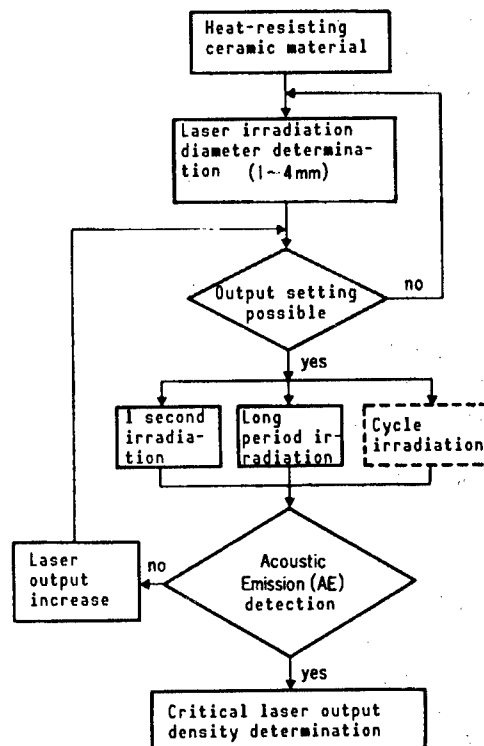 Heat-resisting
ceramic material
Laser irradiation
diameter determina-
tion (1~4mm)
Output setting
possible
no
yes
1 second
irradia-
tion
Long
period ir-
radiation
Cycle
irradiation
Acoustic
Emission (AE)
detection
no
Laser
output
increase
yes
Critical laser output
density determination